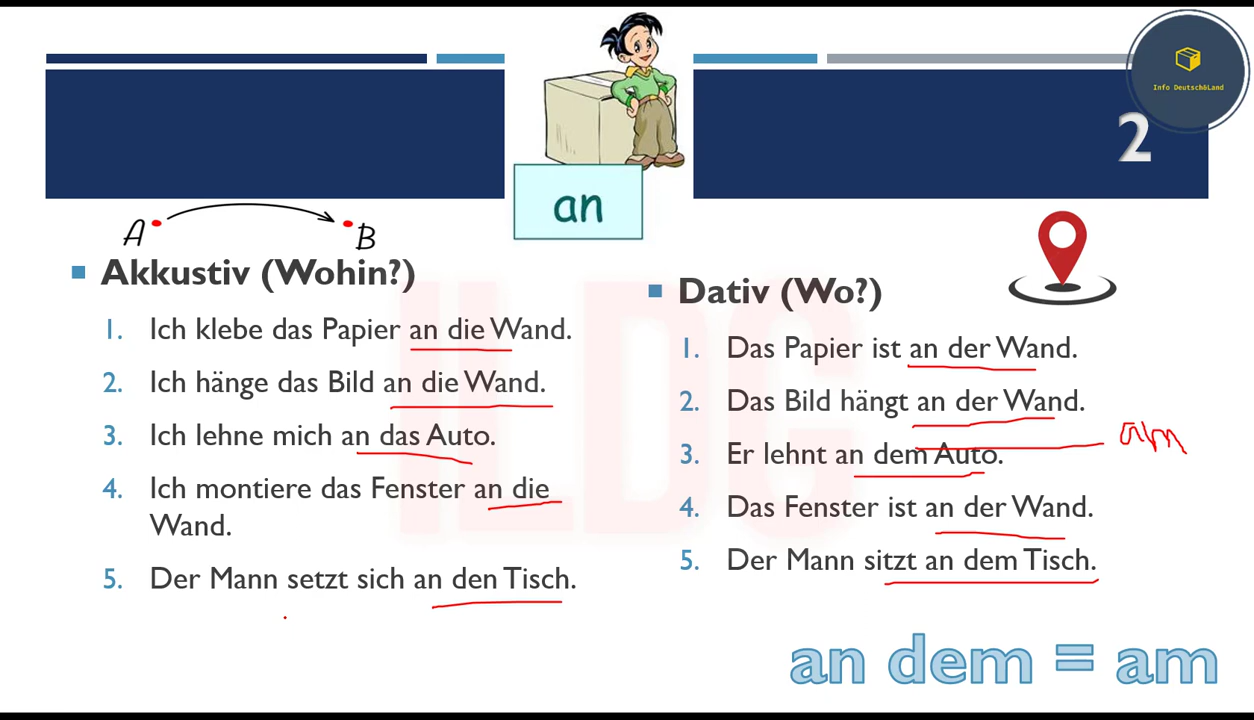 Info Deutsch&Land
2
an
A
B
Akkustiv (Wohin?)
1. Ich klebe das Papier an die Wand.
2. Ich hänge das Bild an die Wand.
3. Ich lehne mich an das Auto.
4. Ich montiere das Fenster an die
Wand.
5. Der Mann setzt sich an den Tisch.
Dativ (Wo?)
1. Das Papier ist an der Wand.
2. Das Bild hängt an der Wand.
am
3. Er lehnt an dem Auto.
4. Das Fenster ist an der Wand.
5. Der Mann sitzt an dem Tisch.
an dem = am
ILDC